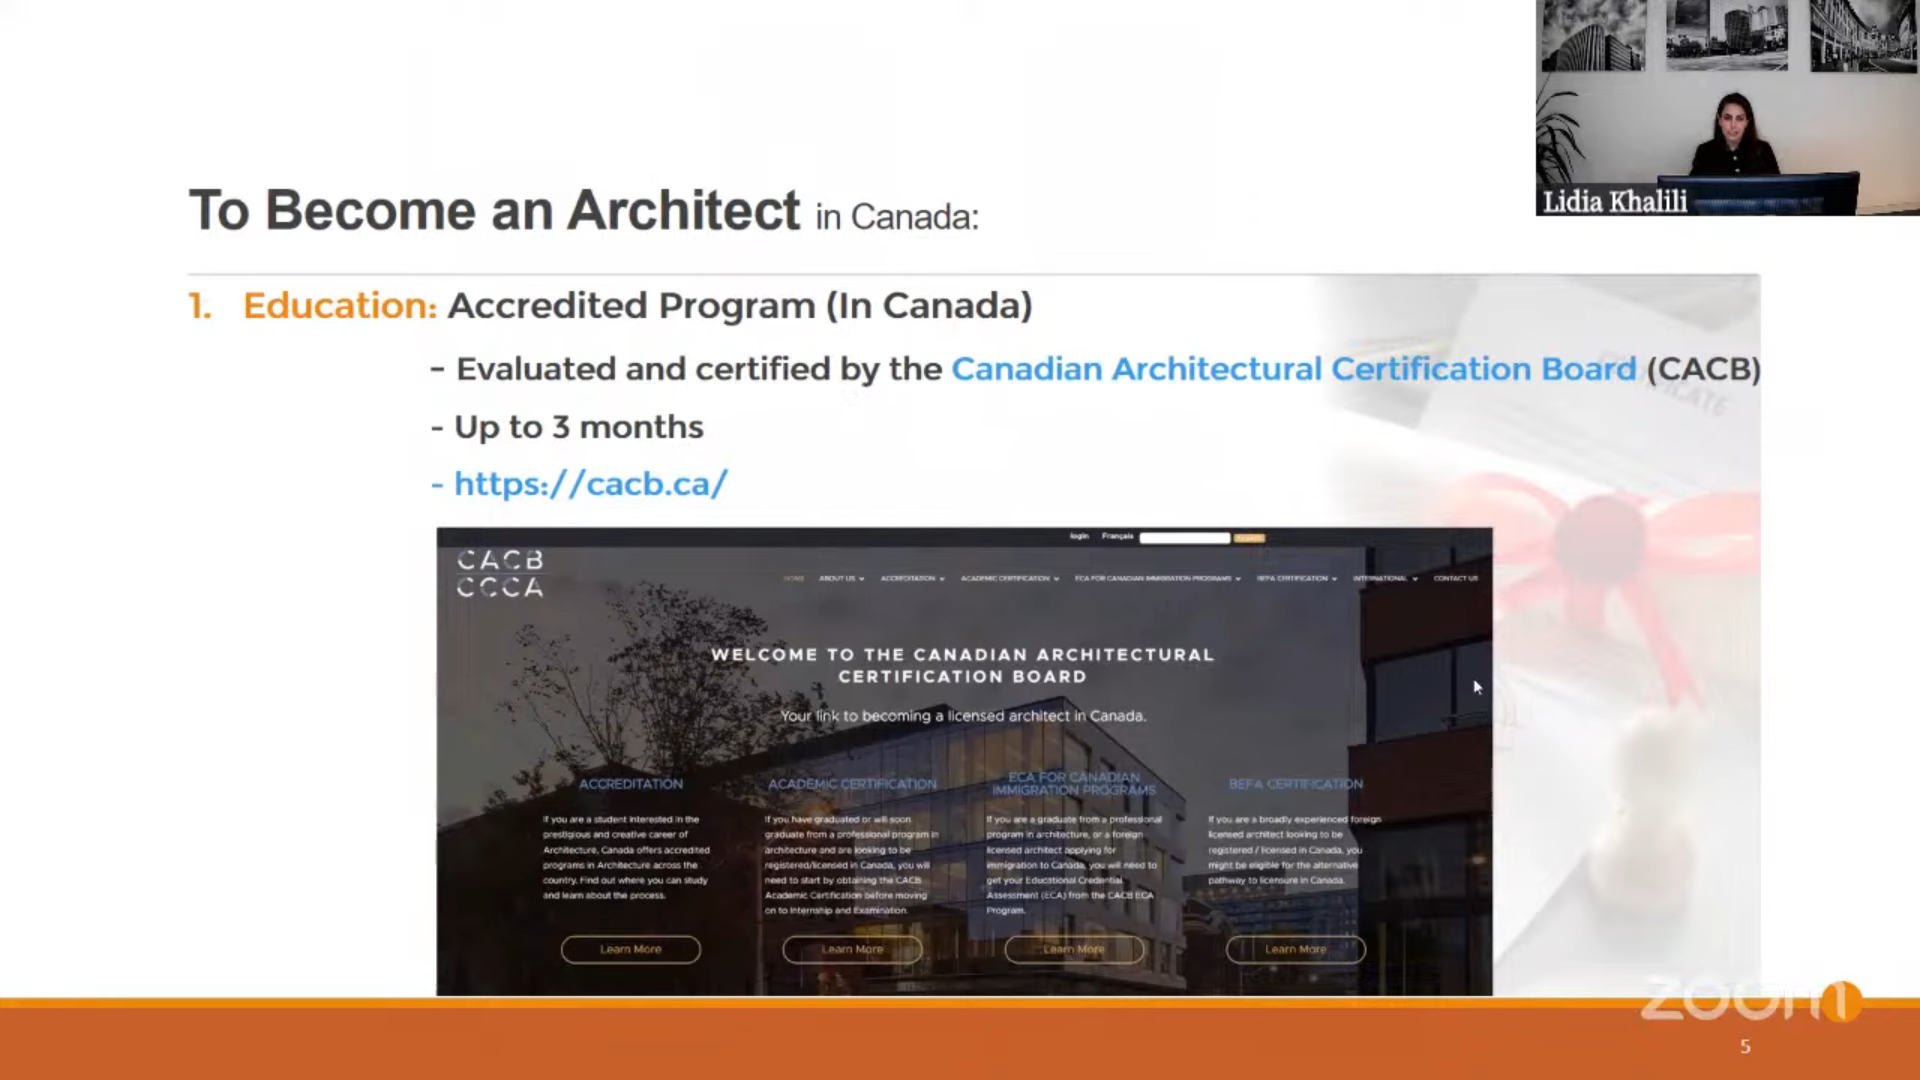 Lidia Khalili
To Become an Architect in Canada:
1. Education: Accredited Program (In Canada)
- Evaluated and certified by the Canadian Architectural Certification Board (CACB)
- Up to 3 months
- https://cacb.ca/
login Français Search
CACB
CCCA
HOME ABOUT US ACCREDITATION ACADEMIC CERTIFICATION ECA FOR CANADIAN IMMIGRATION PROGRAMS BEFA CERTIFICATION INTERNATIONAL CONTACT US
WELCOME TO THE CANADIAN ARCHITECTURAL
CERTIFICATION BOARD
Your link to becoming a licensed architect in Canada.
ACCREDITATION
If you are a student interested in the
prestigious and creative career of
Architecture, Canada offers accredited
programs in Architecture across the
country. Find out where you can study
and learn about the process.
Learn More
ACADEMIC CERTIFICATION
If you have graduated or will soon
graduate from a professional program in
architecture and are looking to be
registered/licensed in Canada, you will
need to start by obtaining the CACB
Academic Certification before moving
on to Internship and Examination.
Learn More
ECA FOR CANADIAN
IMMIGRATION PROGRAMS
If you are a graduate from a professional
program in architecture, or a foreign
licensed architect applying for
immigration to Canada, you will need to
get your Educational Credential
Assessment (ECA) from the CACB ECA
Program.
Learn More
BEFA CERTIFICATION
If you are a broadly experienced foreign
licensed architect looking to be
registered / licensed in Canada, you
might be eligible for the alternative
pathway to licensure in Canada.
Learn More
ZOOM
5